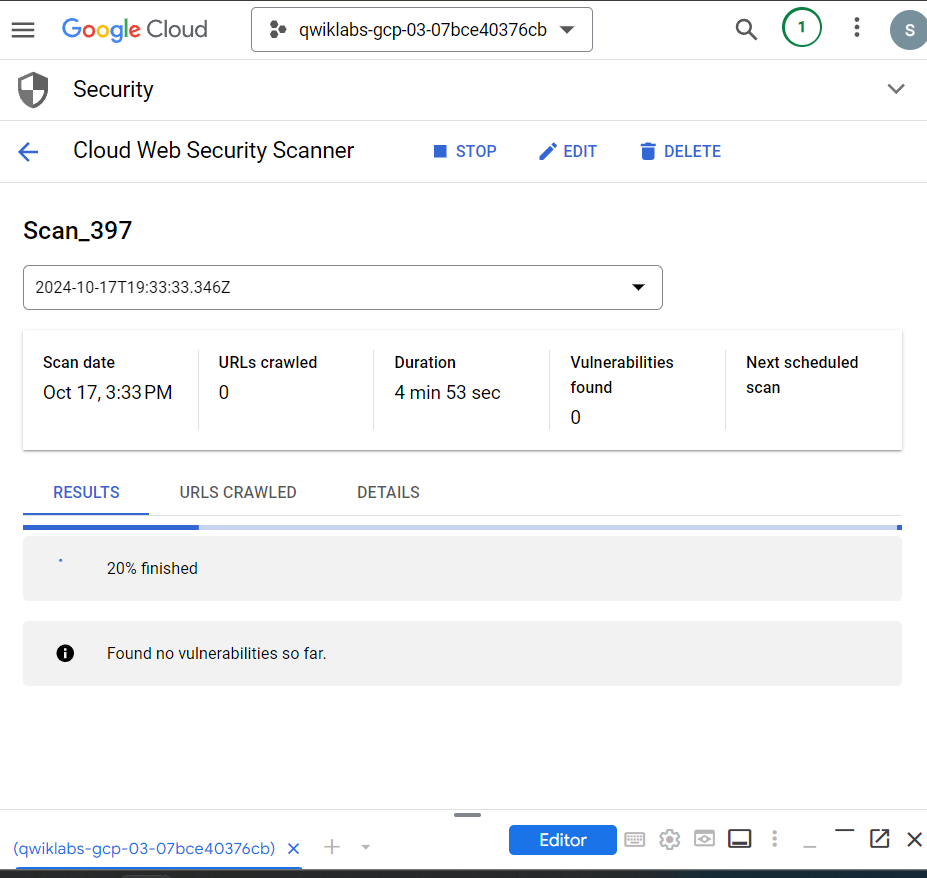 Google Cloud
qwiklabs-gcp-03-07bce40376cb
1
S
Security
Cloud Web Security Scanner
STOP
EDIT
DELETE
Scan_397
2024-10-17T19:33:33.346Z
Scan date
Oct 17, 3:33 PM
URLs crawled
0
Duration
4 min 53 sec
Vulnerabilities
found
0
Next scheduled
scan
RESULTS
URLS CRAWLED
DETAILS
20% finished
Found no vulnerabilities so far.
(qwiklabs-gcp-03-07bce40376cb)
Editor